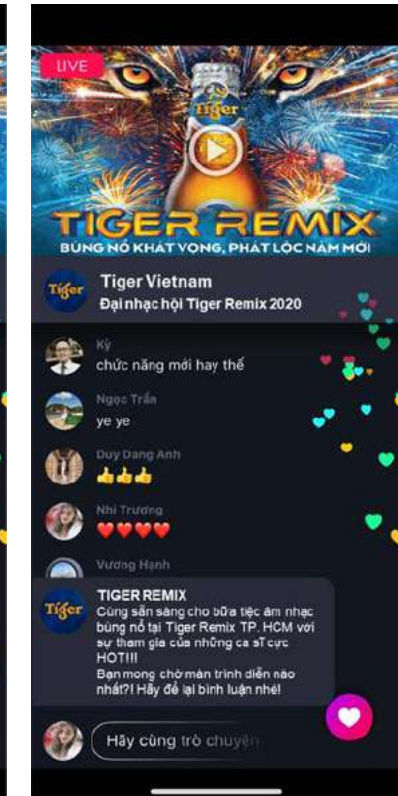 LIVE
Tiger
TIGER REMIX
BÙNG NỔ KHÁT VỌNG, PHÁT LỘC NĂM MỚI
Tiger
Tiger Vietnam
Đại nhạc hội Tiger Remix 2020
Kỳ
chức năng mới hay thế
Ngọc Trần
ye ye
Duy Dang Anh
Nhi Trương
Vương Hạnh
Tiger
TIGER REMIX
Cùng sẵn sàng cho bữa tiệc âm nhạc
bùng nổ tại Tiger Remix TP. HCM với
sự tham gia của những ca sĩ cực
HOT!!!
Bạn mong chờ màn trình diễn nào
nhất?! Hãy để lại bình luận nhé!
Hãy cùng trò chuyện